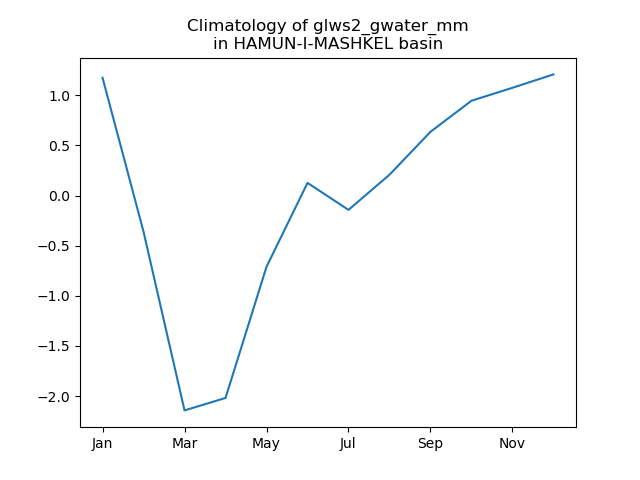 Climatology of glws2_gwater_mm
in HAMUN-I-MASHKEL basin
1.0
0.5
0.0
−0.5
−1.0
−1.5
−2.0
Jan Mar May Jul Sep Nov